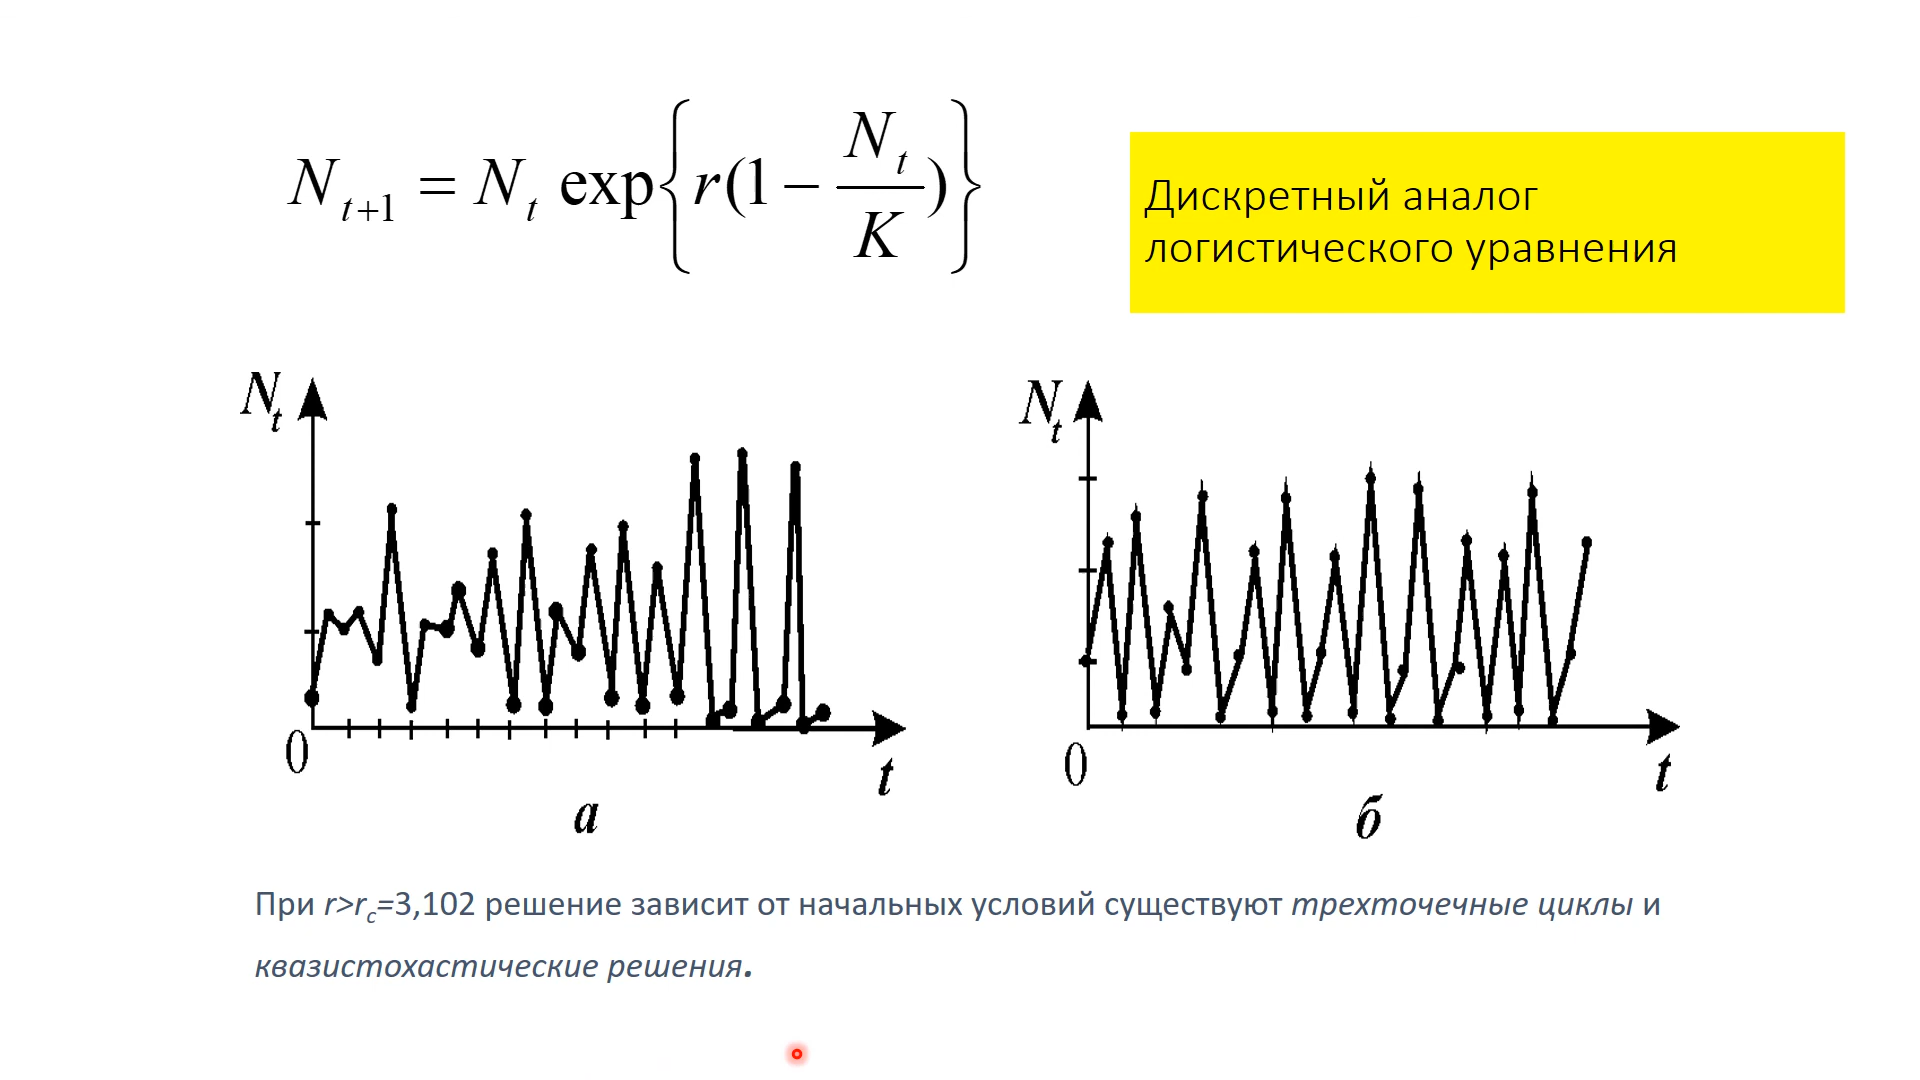 N_{t+1} = N_t exp{r(1 − N_t/K)}
Дискретный аналог
логистического уравнения
N_t
0
t
а
N_t
0
t
б
При r>r_c=3,102 решение зависит от начальных условий существуют трехточечные циклы и
квазистохастические решения.